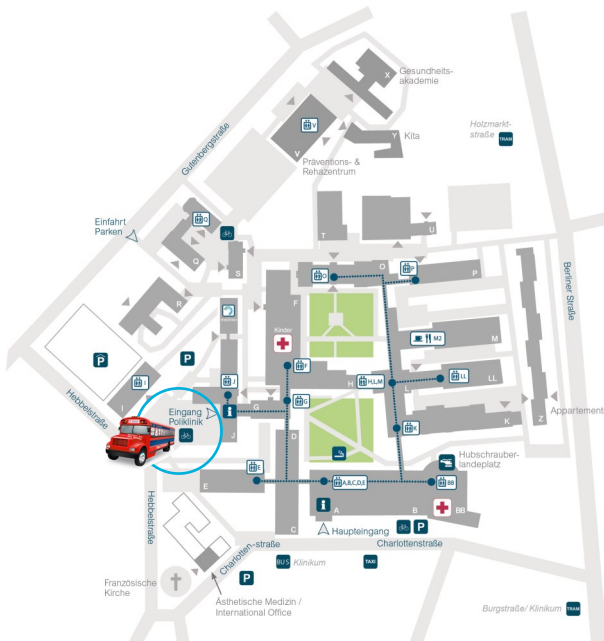 X
Gesundheits-
akademie
V
V
Y
Kita
Holzmarkt-
straße
TRAM
Präventions- &
Rehazentrum
Gutenbergstraße
Einfahrt
Parken
Q
Q
S
T
U
O
O
P
P
R
F
Kinder
M2
M
Berliner Straße
P
P
I
I
J
F
H
H,L,M
LL
LL
Hebbelstraße
Eingang
Poliklinik
i
G
G
J
D
K
K
Z
Appartement
Hubschrauber-
landeplatz
E
E
A,B,C,D,E
BB
i
A
B
BB
C
Haupteingang
P
Charlottenstraße
Hebbelstraße
Charlotten-straße
BUS
Klinikum
TAXI
P
Französische
Kirche
Ästhetische Medizin /
International Office
Burgstraße/ Klinikum
TRAM